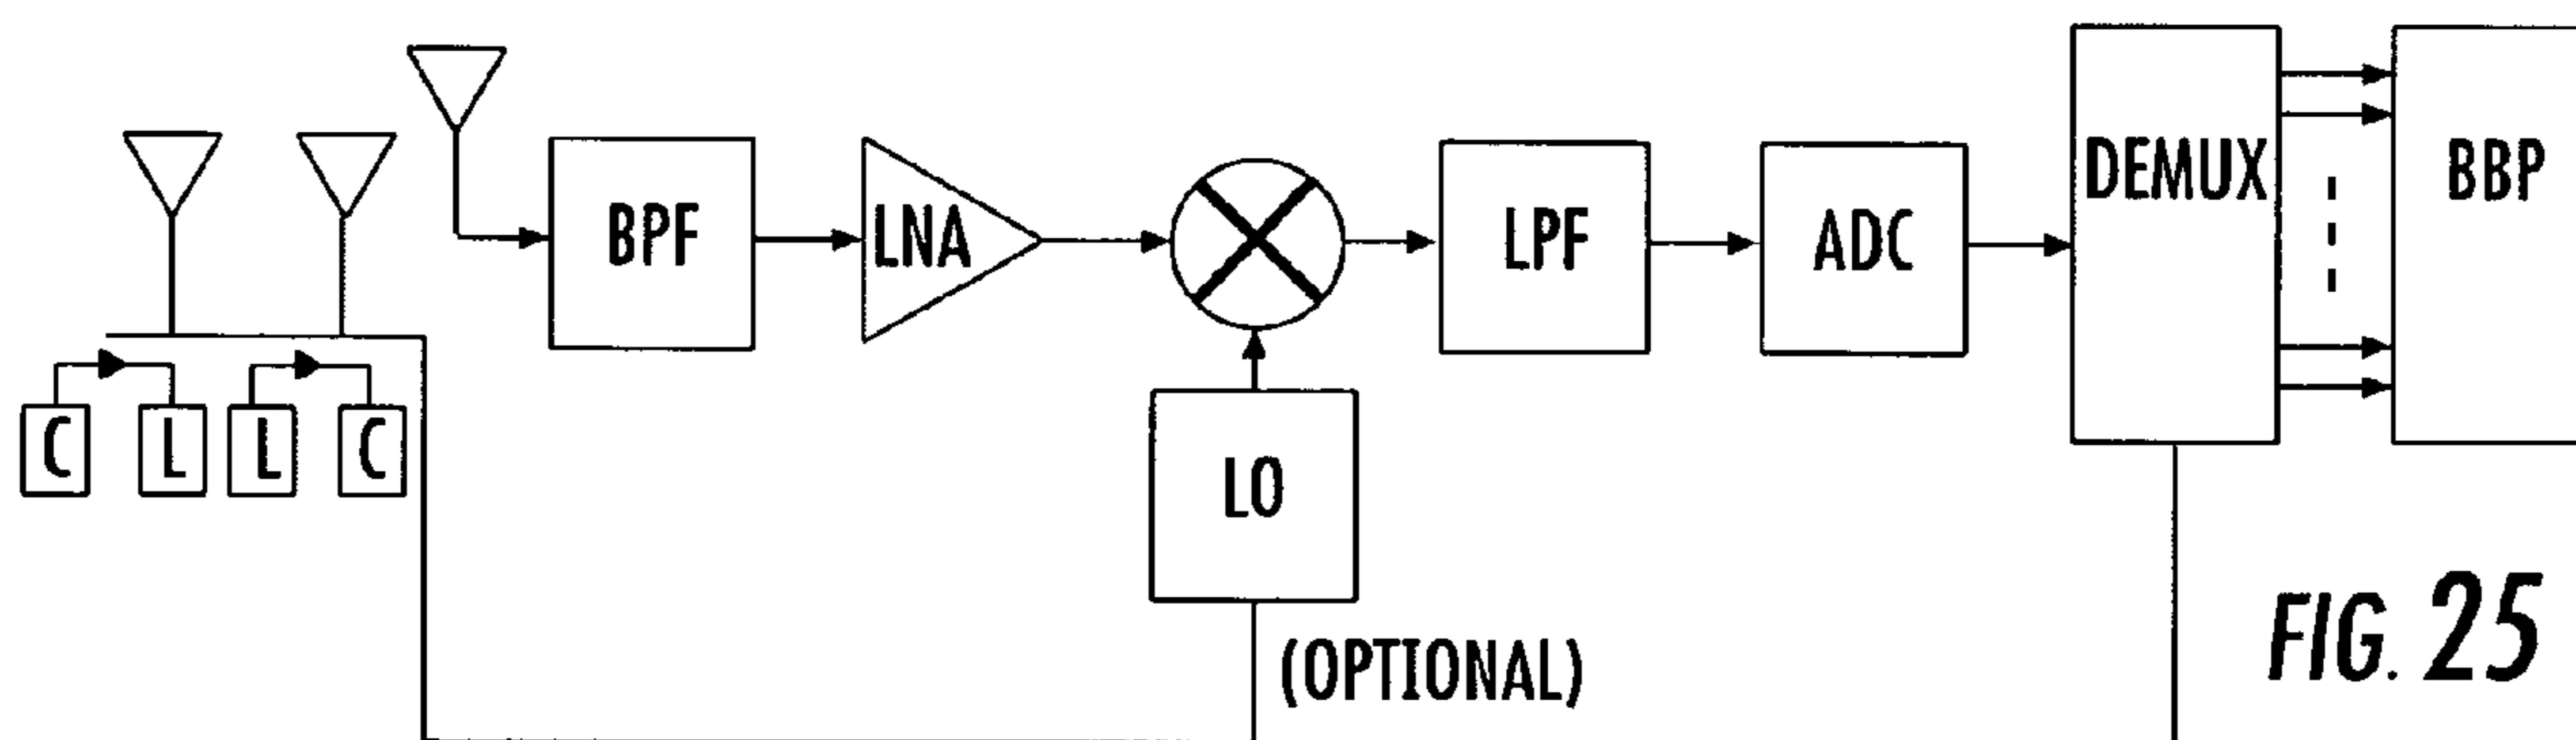 BPF
LNA
LPF
ADC
DEMUX
BBP
C
L
L
C
LO
(OPTIONAL)
FIG. 25